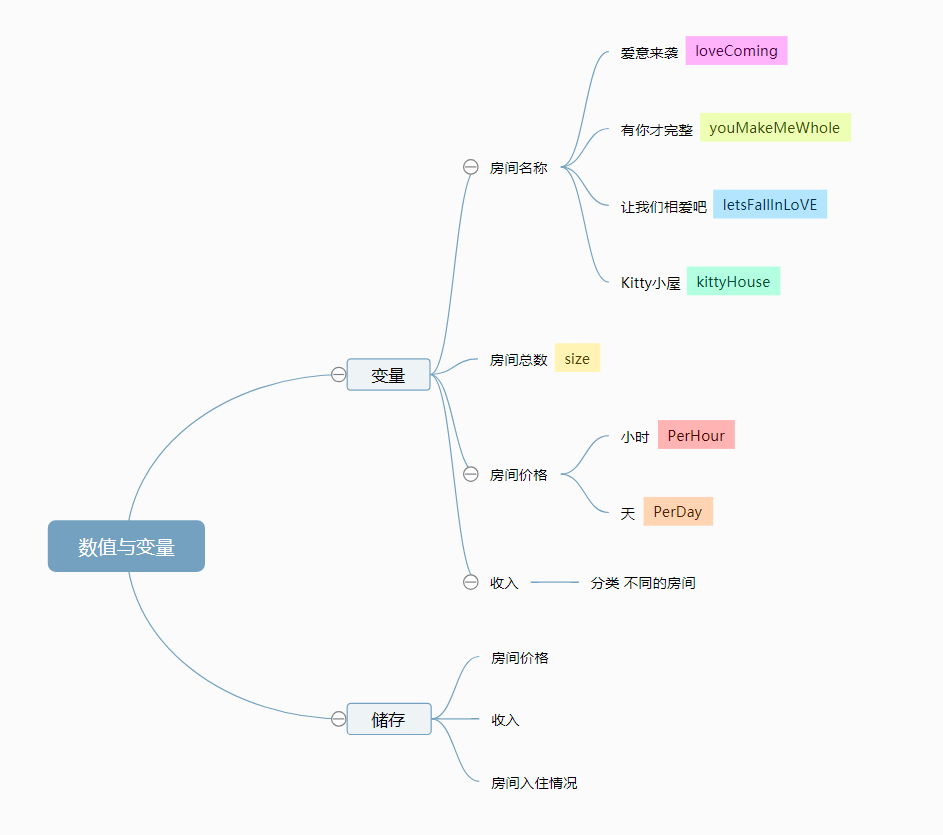 爱意来袭 loveComing
有你才完整 youMakeMeWhole
房间名称
让我们相爱吧 letsFallInLoVE
Kitty小屋 kittyHouse
房间总数 size
变量
小时 PerHour
房间价格
天 PerDay
数值与变量
收入 分类 不同的房间
房间价格
储存
收入
房间入住情况